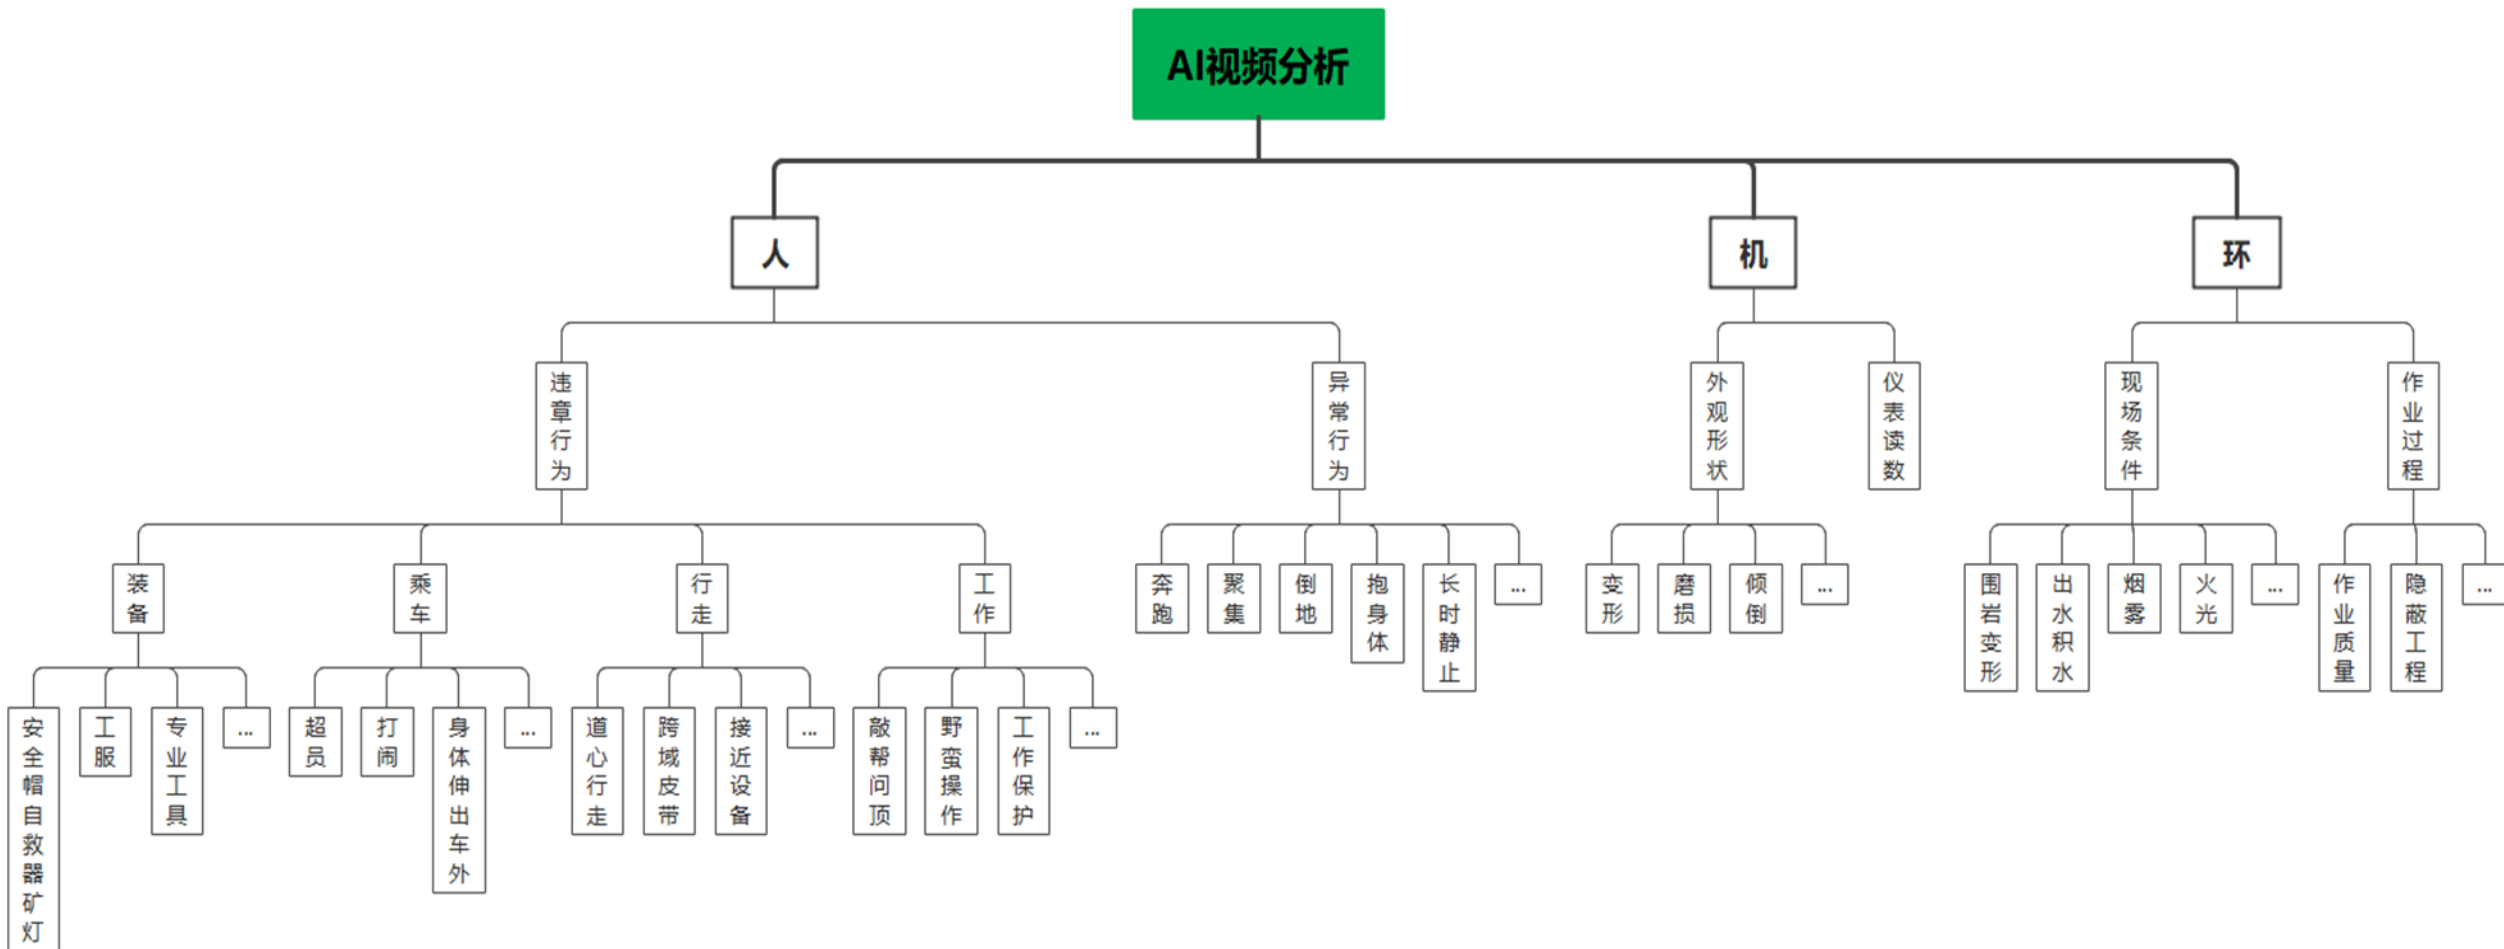 AI视频分析
人
机
环
违章行为
异常行为
外观形状
仪表读数
现场条件
作业过程
装备
乘车
行走
工作
奔跑
聚集
倒地
抱身体
长时静止
...
变形
磨损
倾倒
...
围岩变形
出水积水
烟雾
火光
...
作业质量
隐蔽工程
...
安全帽自救器矿灯
工服
专业工具
...
超员
打闹
身体伸出车外
...
道心行走
跨域皮带
接近设备
...
敲帮问顶
野蛮操作
工作保护
...